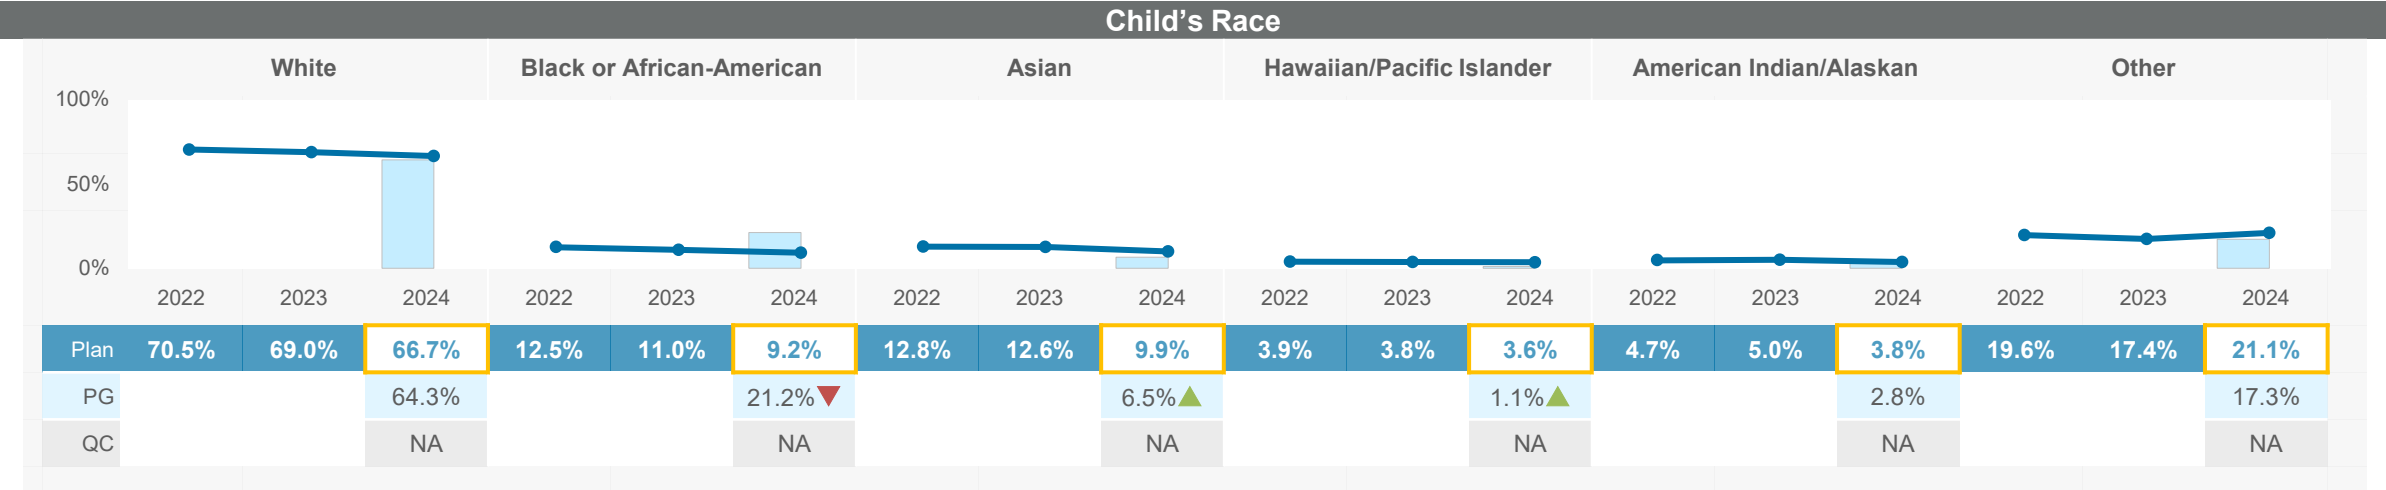 Child's Race
White Black or African-American Asian Hawaiian/Pacific Islander American Indian/Alaskan Other
100%
50%
0%
2022 2023 2024 2022 2023 2024 2022 2023 2024 2022 2023 2024 2022 2023 2024 2022 2023 2024
Plan 70.5% 69.0% 66.7% 12.5% 11.0% 9.2% 12.8% 12.6% 9.9% 3.9% 3.8% 3.6% 4.7% 5.0% 3.8% 19.6% 17.4% 21.1%
PG 64.3% 21.2% 6.5% 1.1% 2.8% 17.3%
QC NA NA NA NA NA NA